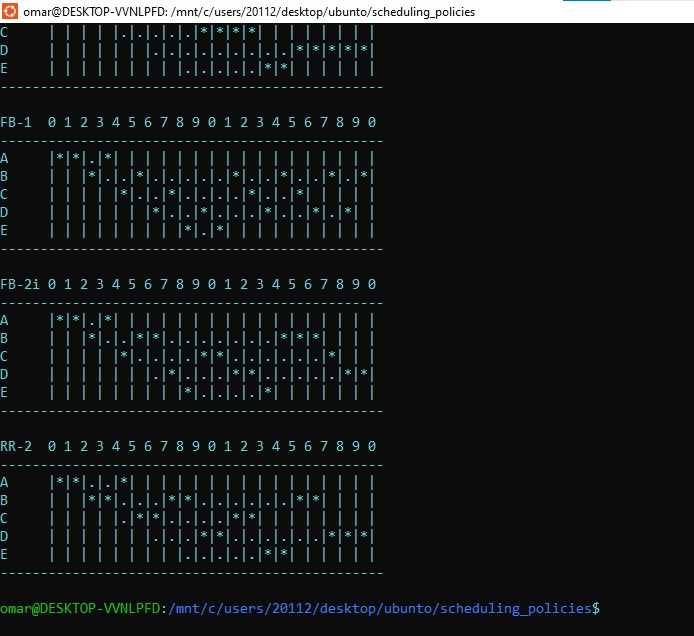 omar@DESKTOP-VVNLPFD: /mnt/c/users/20112/desktop/ubunto/scheduling_policies
C     | | | | |.|.|.|.|.|*|*|*|*| | | | | | | |
D     | | | | | | |.|.|.|.|.|.|.|.|.|*|*|*|*|*|
E     | | | | | | | | |.|.|.|.|.|*|*| | | | | |
------------------------------------------------
FB-1  0 1 2 3 4 5 6 7 8 9 0 1 2 3 4 5 6 7 8 9 0
------------------------------------------------
A     |*|*|.|*| | | | | | | | | | | | | | | | |
B     | | |*|.|.|*|.|.|.|.|.|*|.|.|*|.|.|*|.|*|
C     | | | | |*|.|.|*|.|.|.|.|*|.|.|*| | | | |
D     | | | | | | |*|.|.|*|.|.|.|*|.|.|*|.|*| |
E     | | | | | | | | |*|.|*| | | | | | | | | |
------------------------------------------------
FB-2i 0 1 2 3 4 5 6 7 8 9 0 1 2 3 4 5 6 7 8 9 0
------------------------------------------------
A     |*|*|.|*| | | | | | | | | | | | | | | | |
B     | | |*|.|.|*|*|.|.|.|.|.|.|.|*|*|*| | | |
C     | | | | |*|.|.|.|.|*|*|.|.|.|.|.|.|*| | |
D     | | | | | | |.|*|.|.|.|*|*|.|.|.|.|.|*|*|
E     | | | | | | | | |*|.|.|.|.|*| | | | | | |
------------------------------------------------
RR-2  0 1 2 3 4 5 6 7 8 9 0 1 2 3 4 5 6 7 8 9 0
------------------------------------------------
A     |*|*|.|.|*| | | | | | | | | | | | | | | |
B     | | |*|*|.|.|.|*|*|.|.|.|.|.|.|*|*| | | |
C     | | | | |.|*|*|.|.|.|.|*|*| | | | | | | |
D     | | | | | | |.|.|.|*|*|.|.|.|.|.|.|*|*|*|
E     | | | | | | | | |.|.|.|.|.|*|*| | | | | |
------------------------------------------------
omar@DESKTOP-VVNLPFD:/mnt/c/users/20112/desktop/ubunto/scheduling_policies$